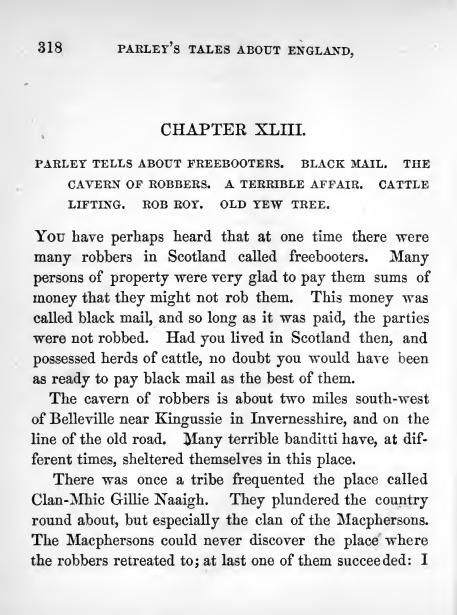 318 PARLEY'S TALES ABOUT ENGLAND,
CHAPTER XLIII.
PARLEY TELLS ABOUT FREEBOOTERS. BLACK MAIL. THE
CAVERN OF ROBBERS. A TERRIBLE AFFAIR. CATTLE
LIFTING. ROB ROY. OLD YEW TREE.
You have perhaps heard that at one time there were
many robbers in Scotland called freebooters. Many
persons of property were very glad to pay them sums of
money that they might not rob them. This money was
called black mail, and so long as it was paid, the parties
were not robbed. Had you lived in Scotland then, and
possessed herds of cattle, no doubt you would have been
as ready to pay black mail as the best of them.
The cavern of robbers is about two miles south-west
of Belleville near Kingussie in Invernesshire, and on the
line of the old road. Many terrible banditti have, at dif-
ferent times, sheltered themselves in this place.
There was once a tribe frequented the place called
Clan-Mhic Gillie Naaigh. They plundered the country
round about, but especially the clan of the Macphersons.
The Macphersons could never discover the place where
the robbers retreated to; at last one of them succeeded: I